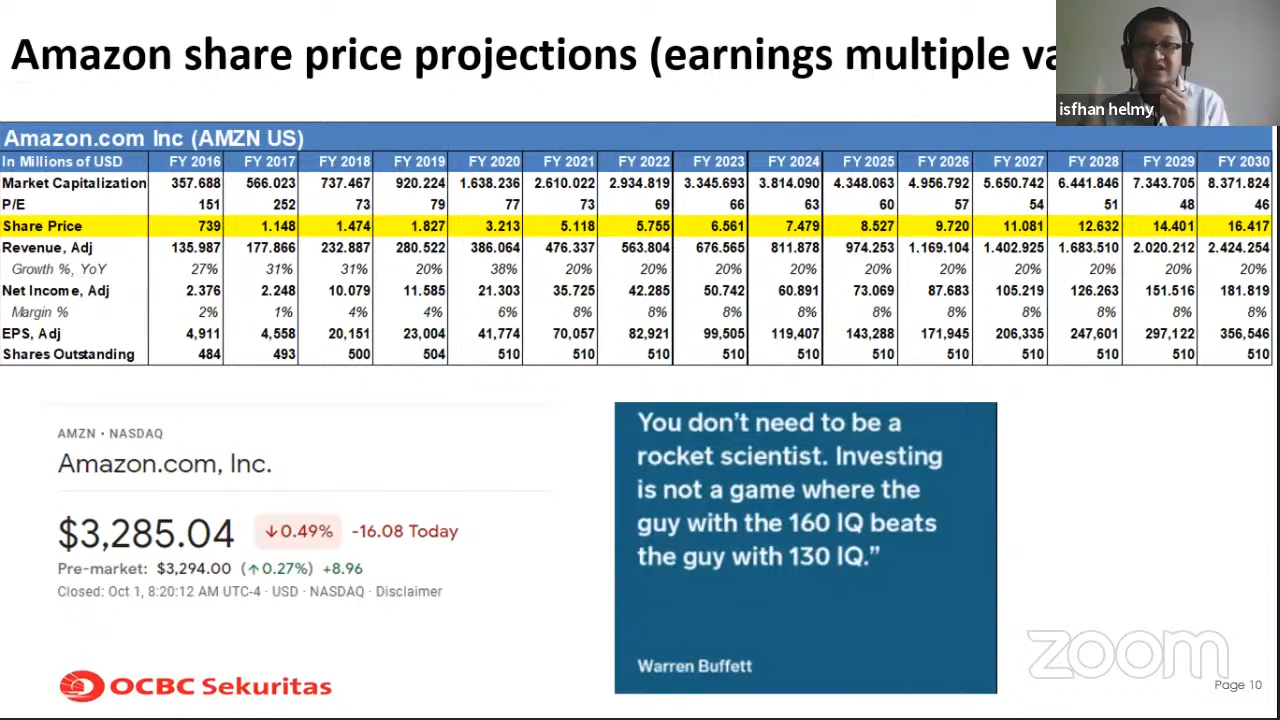 Amazon share price projections (earnings multiple va
isfhan helmy
Amazon.com Inc (AMZN US)
In Millions of USD FY 2016 FY 2017 FY 2018 FY 2019 FY 2020 FY 2021 FY 2022 FY 2023 FY 2024 FY 2025 FY 2026 FY 2027 FY 2028 FY 2029 FY 2030
Market Capitalization 357.688 566.023 737.467 920.224 1.638.236 2.610.022 2.934.819 3.345.693 3.814.090 4.348.063 4.956.792 5.650.742 6.441.846 7.343.705 8.371.824
P/E 151 252 73 79 77 73 69 66 63 60 57 54 51 48 46
Share Price 739 1.148 1.474 1.827 3.213 5.118 5.755 6.561 7.479 8.527 9.720 11.081 12.632 14.401 16.417
Revenue, Adj 135.987 177.866 232.887 280.522 386.064 476.337 563.804 676.565 811.878 974.253 1.169.104 1.402.925 1.683.510 2.020.212 2.424.254
Growth %, YoY 27% 31% 31% 20% 38% 20% 20% 20% 20% 20% 20% 20% 20% 20% 20%
Net Income, Adj 2.376 2.248 10.079 11.585 21.303 35.725 42.285 50.742 60.891 73.069 87.683 105.219 126.263 151.516 181.819
Margin % 2% 1% 4% 4% 6% 8% 8% 8% 8% 8% 8% 8% 8% 8% 8%
EPS, Adj 4,911 4,558 20,151 23,004 41,774 70,057 82,921 99,505 119,407 143,288 171,945 206,335 247,601 297,122 356,546
Shares Outstanding 484 493 500 504 510 510 510 510 510 510 510 510 510 510 510
AMZN • NASDAQ
Amazon.com, Inc.
$3,285.04 ↓0.49% -16.08 Today
Pre-market: $3,294.00 (↑0.27%) +8.96
Closed: Oct 1, 8:20:12 AM UTC-4 · USD · NASDAQ · Disclaimer
You don’t need to be a
rocket scientist. Investing
is not a game where the
guy with the 160 IQ beats
the guy with 130 IQ.”
Warren Buffett
OCBC Sekuritas
zoom
Page 10